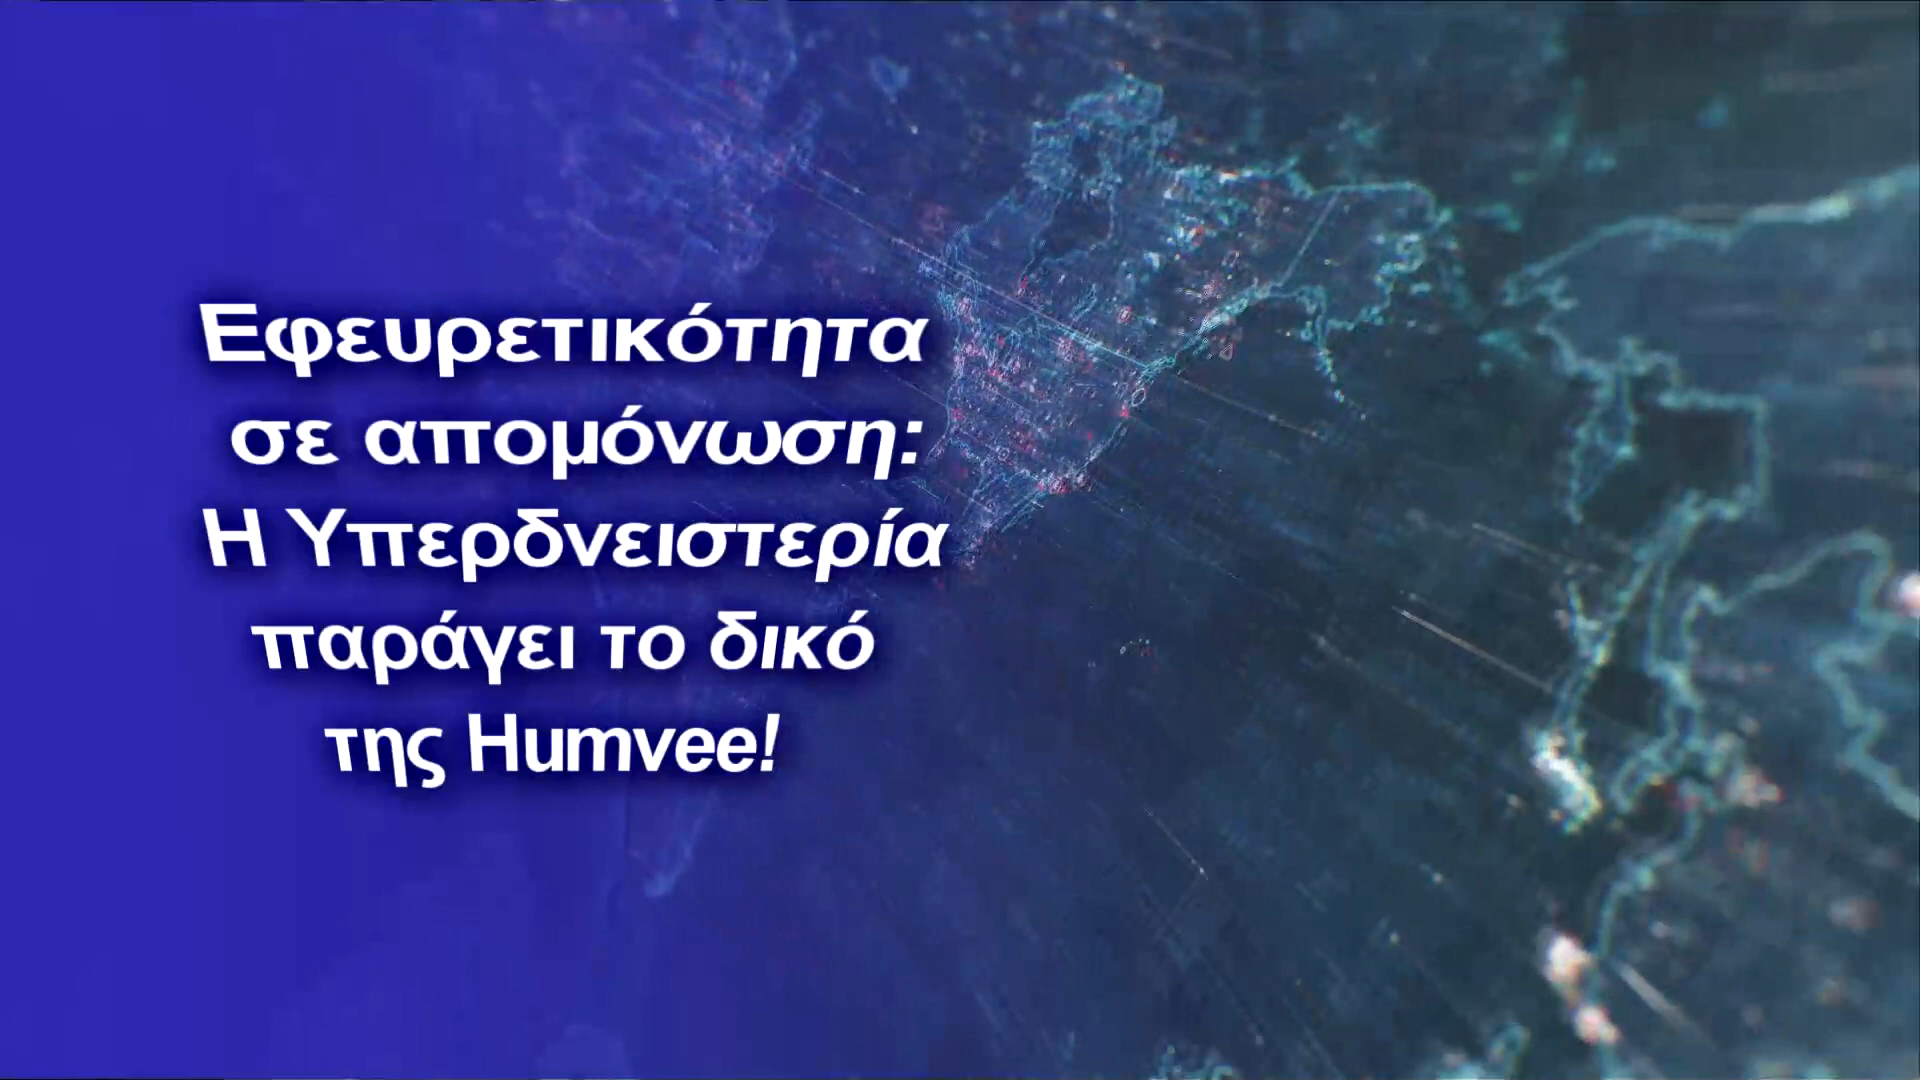 Εφευρετικότητα
σε απομόνωση:
Η Υπερδνειστερία
παράγει το δικό
της Humvee!